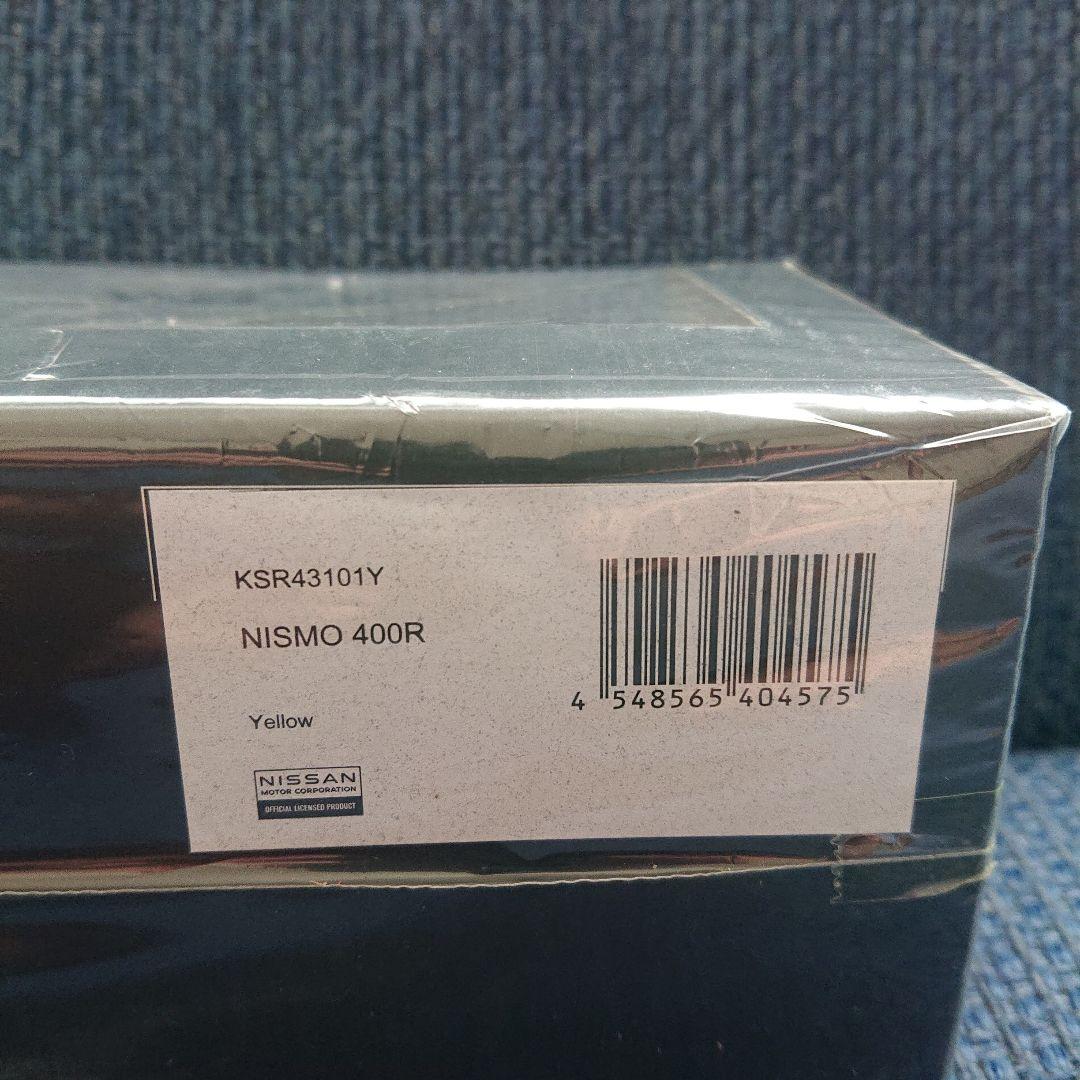 KSR43101Y
NISMO 400R
Yellow
NISSAN
MOTOR CORPORATION
OFFICIAL LICENSED PRODUCT
4 548565 404575